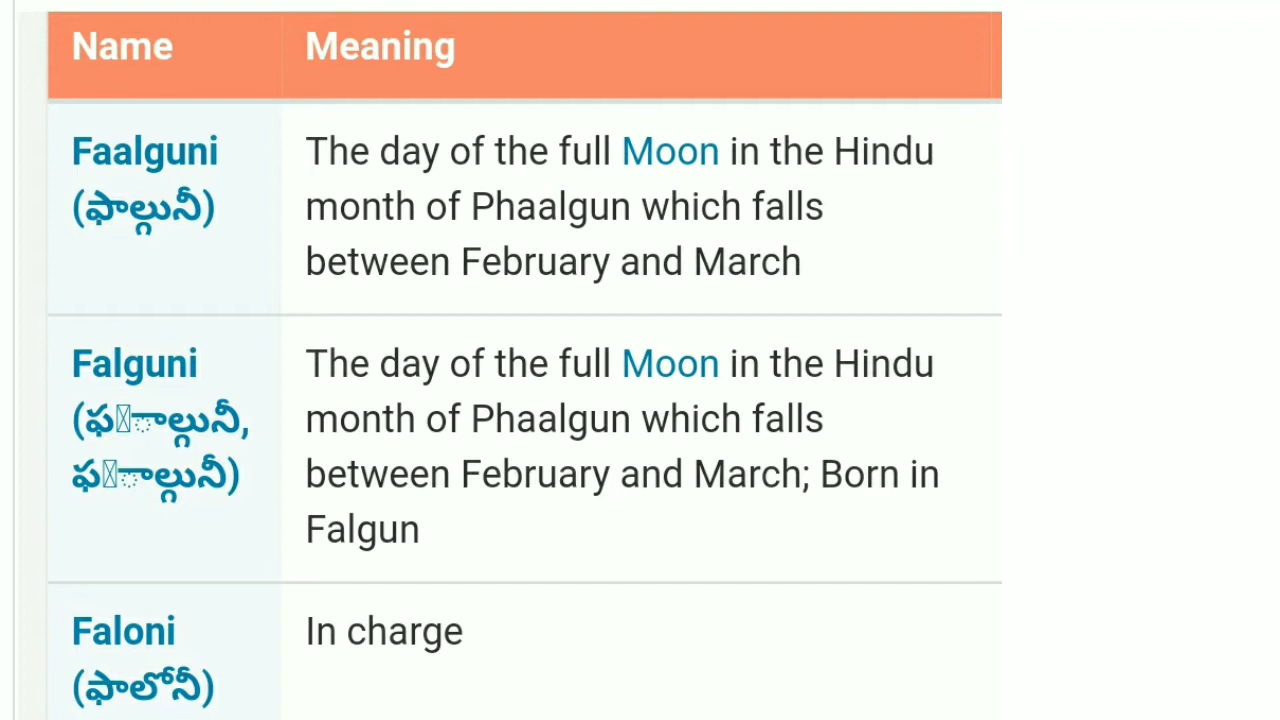 Name Meaning
Faalguni The day of the full Moon in the Hindu
(ఫాల్గునీ) month of Phaalgun which falls
between February and March
Falguni The day of the full Moon in the Hindu
(ఫాల్గునీ, month of Phaalgun which falls
ఫాల్గునీ) between February and March; Born in
Falgun
Faloni In charge
(ఫాలోనీ)